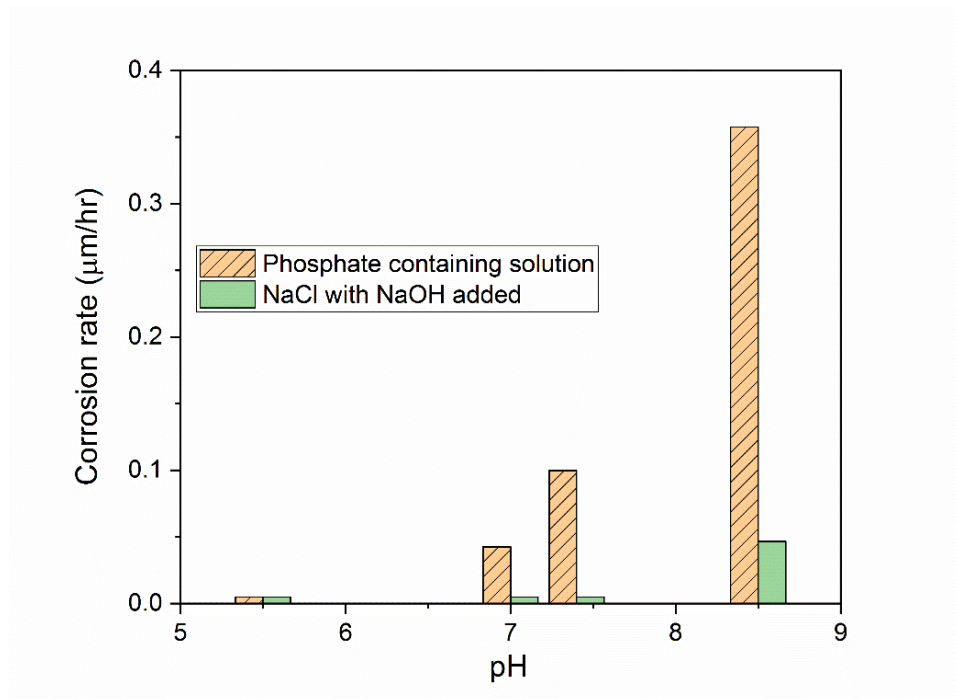 0.4
0.3
0.2
0.1
0.0
Corrosion rate (μm/hr)
Phosphate containing solution
NaCl with NaOH added
5 6 7 8 9
pH